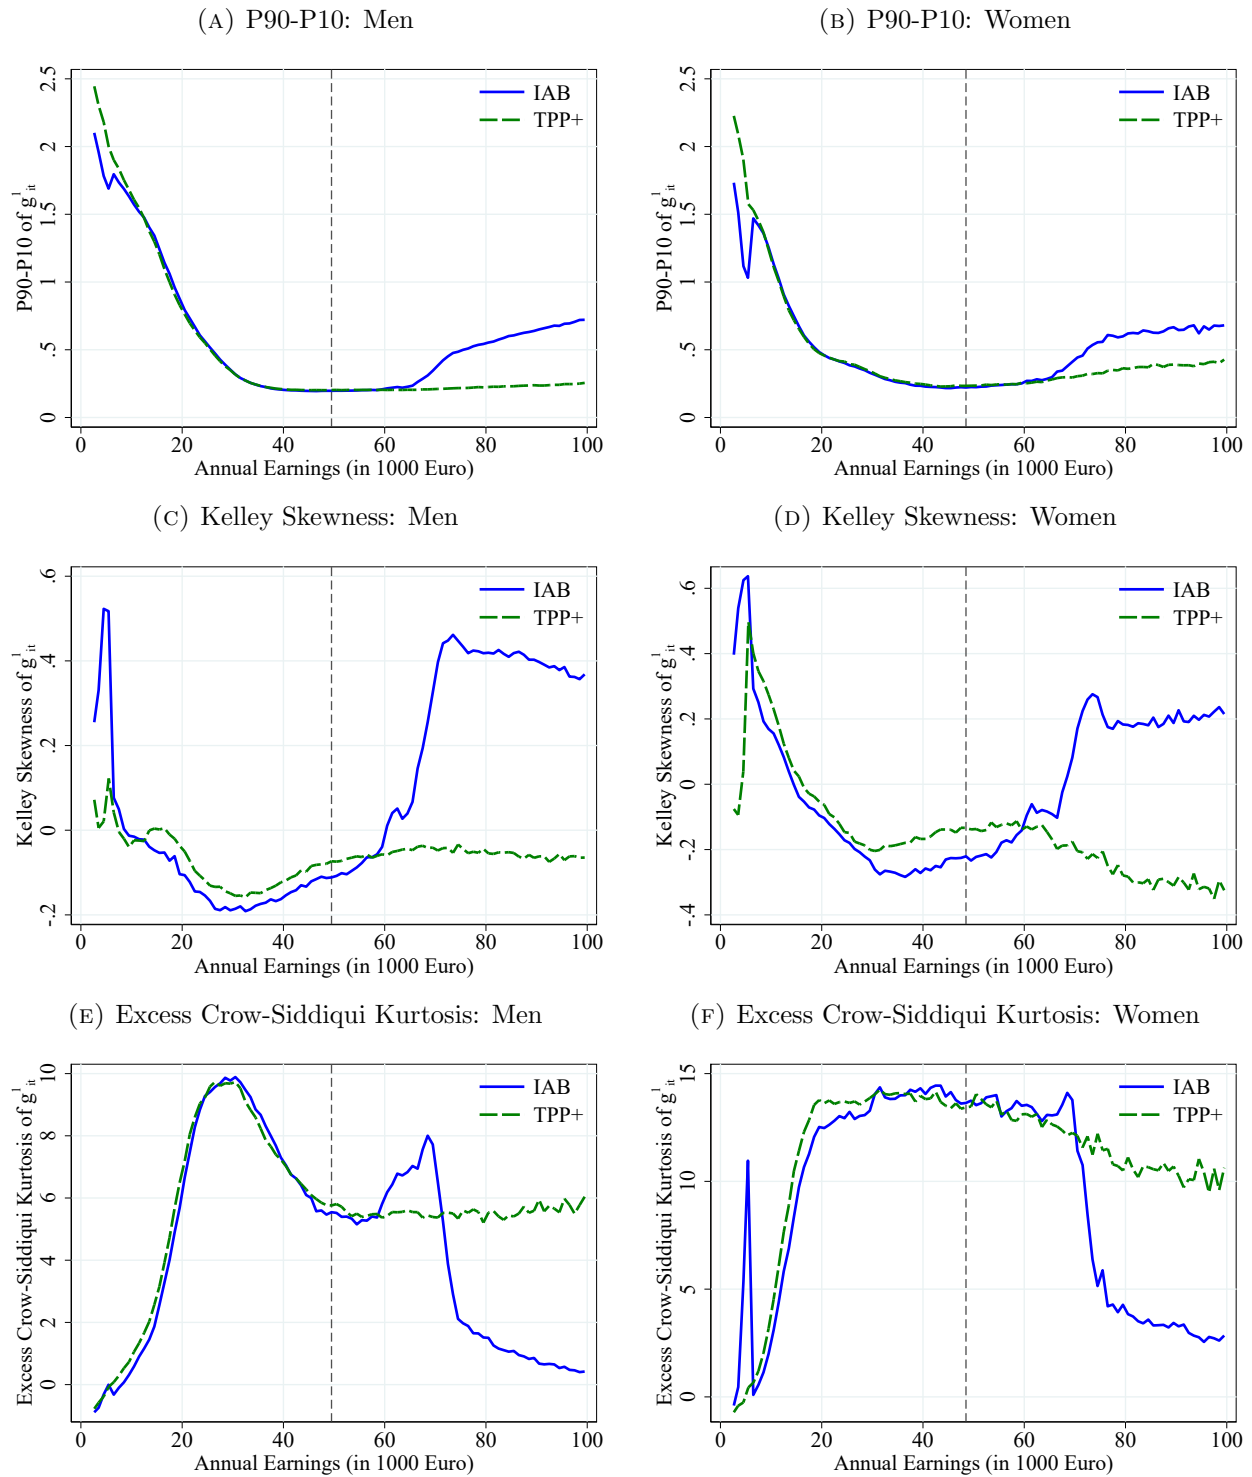 (A) P90-P10: Men
2.5
2
1.5
1
.5
0
P90-P10 of g¹ᵢₜ
IAB
TPP+
0 20 40 60 80 100
Annual Earnings (in 1000 Euro)
(B) P90-P10: Women
2.5
2
1.5
1
.5
0
P90-P10 of g¹ᵢₜ
IAB
TPP+
0 20 40 60 80 100
Annual Earnings (in 1000 Euro)
(C) Kelley Skewness: Men
.6
.4
.2
0
-.2
Kelley Skewness of g¹ᵢₜ
IAB
TPP+
0 20 40 60 80 100
Annual Earnings (in 1000 Euro)
(D) Kelley Skewness: Women
.6
.4
.2
0
-.2
-.4
Kelley Skewness of g¹ᵢₜ
IAB
TPP+
0 20 40 60 80 100
Annual Earnings (in 1000 Euro)
(E) Excess Crow-Siddiqui Kurtosis: Men
10
8
6
4
2
0
Excess Crow-Siddiqui Kurtosis of g¹ᵢₜ
IAB
TPP+
0 20 40 60 80 100
Annual Earnings (in 1000 Euro)
(F) Excess Crow-Siddiqui Kurtosis: Women
15
10
5
0
Excess Crow-Siddiqui Kurtosis of g¹ᵢₜ
IAB
TPP+
0 20 40 60 80 100
Annual Earnings (in 1000 Euro)